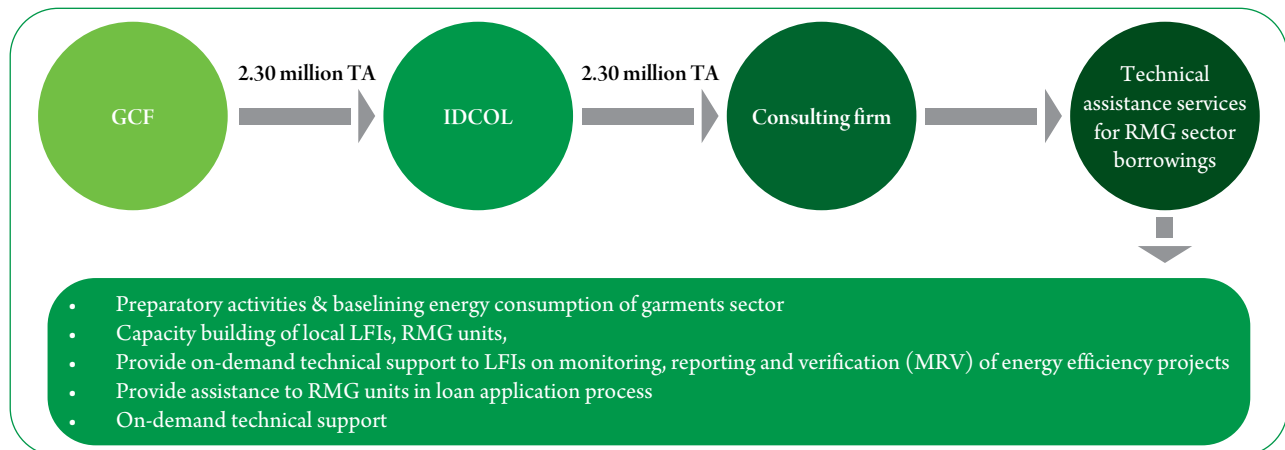 2.30 million TA
2.30 million TA
GCF
IDCOL
Consulting firm
Technical
assistance services
for RMG sector
borrowings
• Preparatory activities & baselining energy consumption of garments sector
• Capacity building of local LFIs, RMG units,
• Provide on-demand technical support to LFIs on monitoring, reporting and verification (MRV) of energy efficiency projects
• Provide assistance to RMG units in loan application process
• On-demand technical support